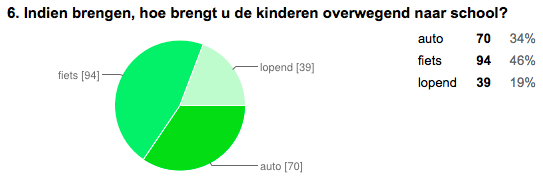 6. Indien brengen, hoe brengt u de kinderen overwegend naar school?
fiets [94]
lopend [39]
auto [70]
auto 70 34%
fiets 94 46%
lopend 39 19%